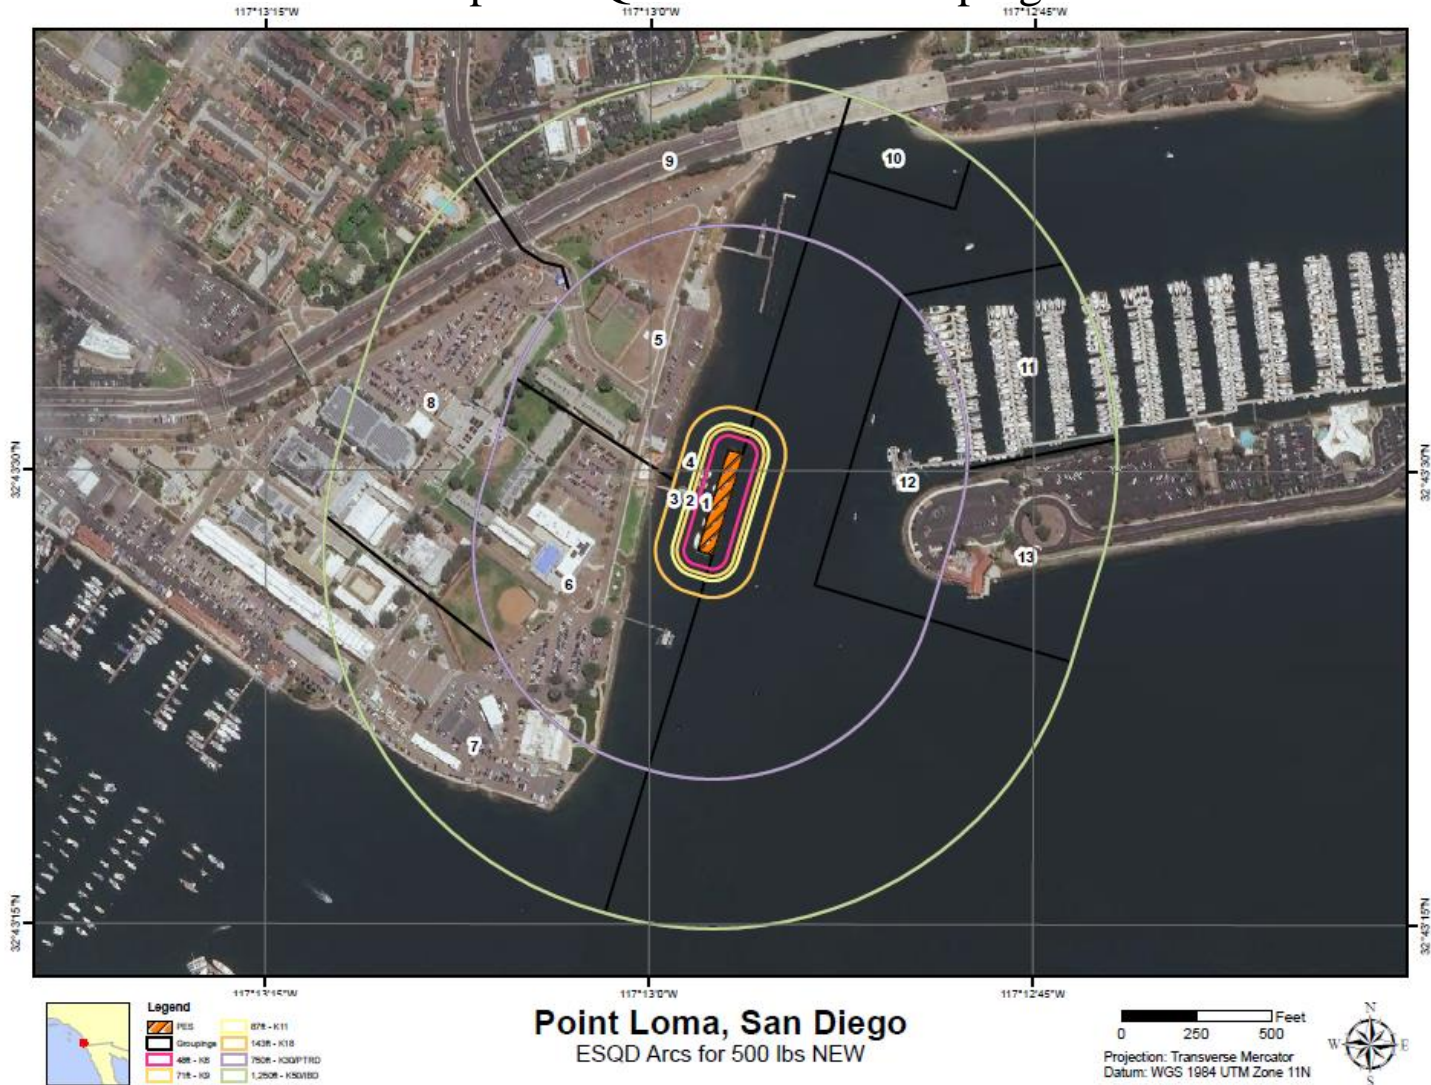 117°13'15"W 117°13'0"W 117°12'45"W
9
10
5
11
8
4
12
3 2 1
13
6
7
32°43'30"N 32°43'30"N
32°43'15"N 32°43'15"N
117°13'15"W 117°13'0"W 117°12'45"W
Legend
PES
Groupings
48ft - K6
71ft - K9
87ft - K11
143ft - K18
750ft - K30/PTRD
1,250ft - K50/IBD
Point Loma, San Diego
ESQD Arcs for 500 lbs NEW
Feet
0 250 500
Projection: Transverse Mercator
Datum: WGS 1984 UTM Zone 11N
N
W E
S